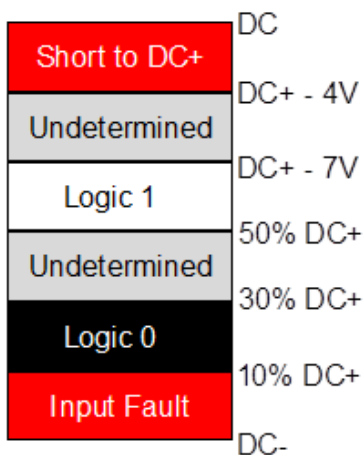 DC
Short to DC+
DC+ - 4V
Undetermined
DC+ - 7V
Logic 1
50% DC+
Undetermined
30% DC+
Logic 0
10% DC+
Input Fault
DC-